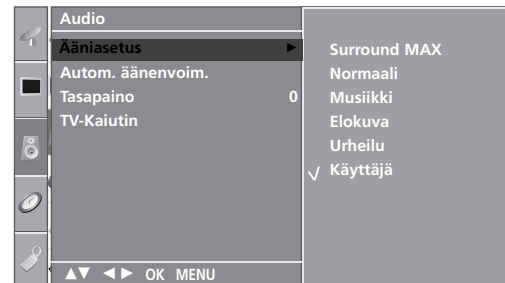 Audio
Ääniasetus ►
Autom. äänenvoim.
Tasapaino 0
TV-Kaiutin
▲▼ ◄► OK MENU
Surround MAX
Normaali
Musiikki
Elokuva
Urheilu
√ Käyttäjä